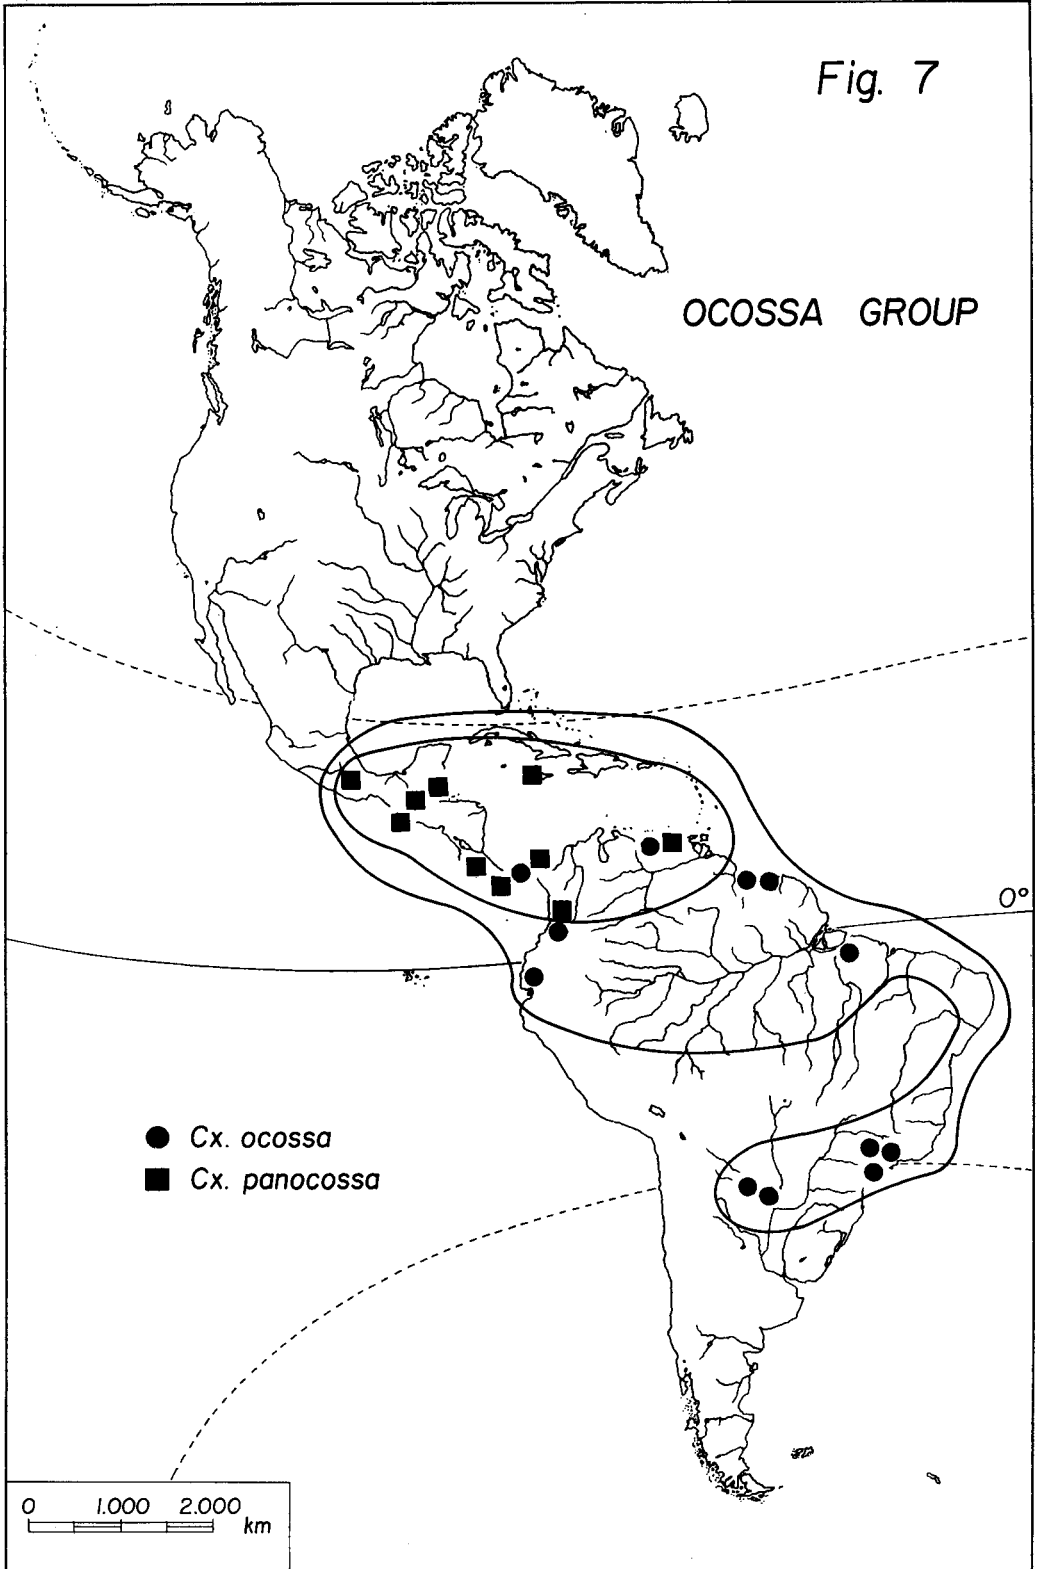 Fig. 7
OCOSSA GROUP
0°
Cx. ocossa
Cx. panocossa
0 1.000 2.000
km